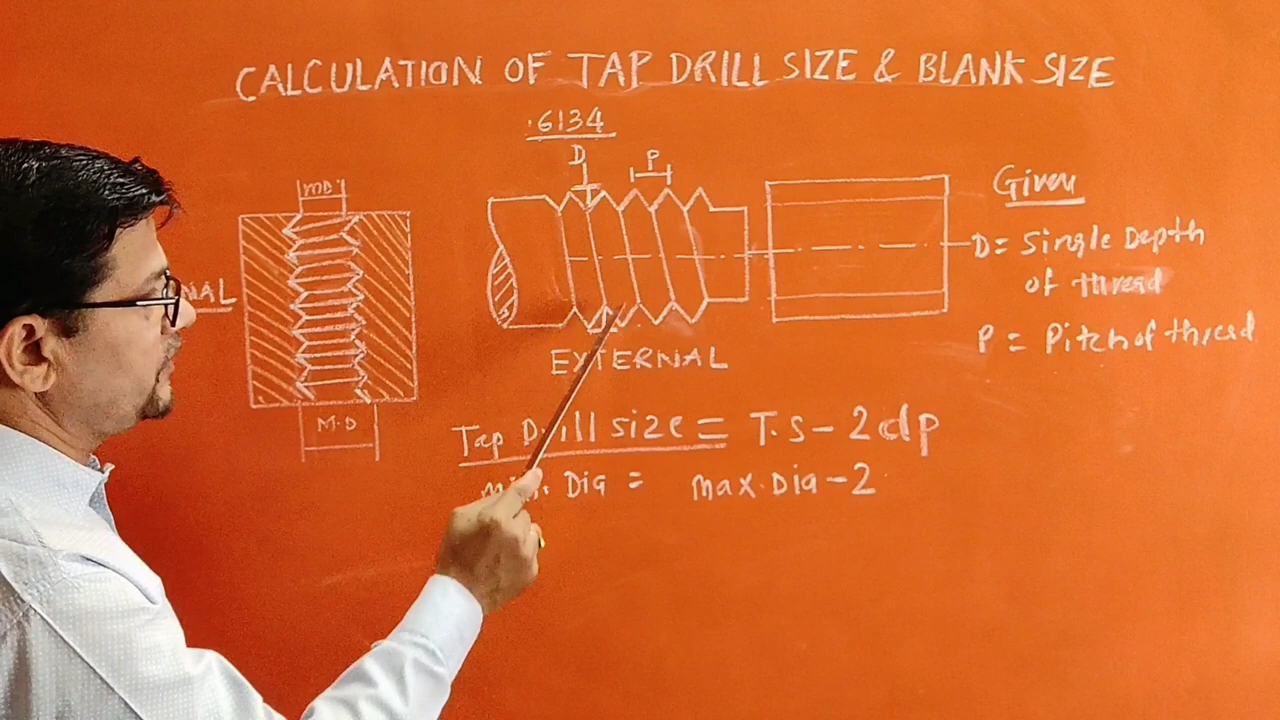 CALCULATION OF TAP DRILL SIZE & BLANK SIZE
.6134
D P
MD
Given
D= Single Depth
of thread
P = Pitch of thread
EXTERNAL
M.D
Tap Drill size = T.S-2dp
Dia = max.Dia-2